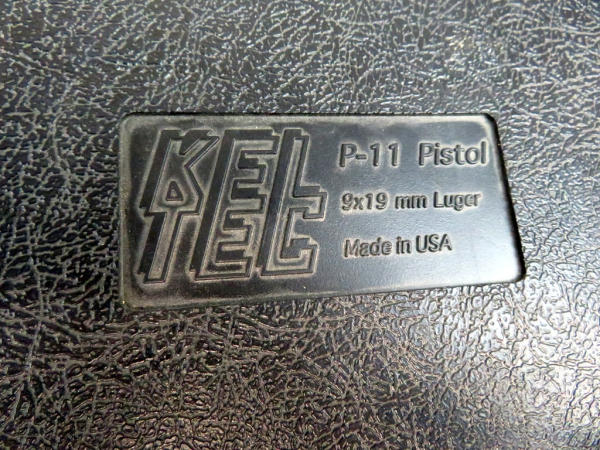 KEL
TEC
P-11 Pistol
9x19 mm Luger
Made in USA